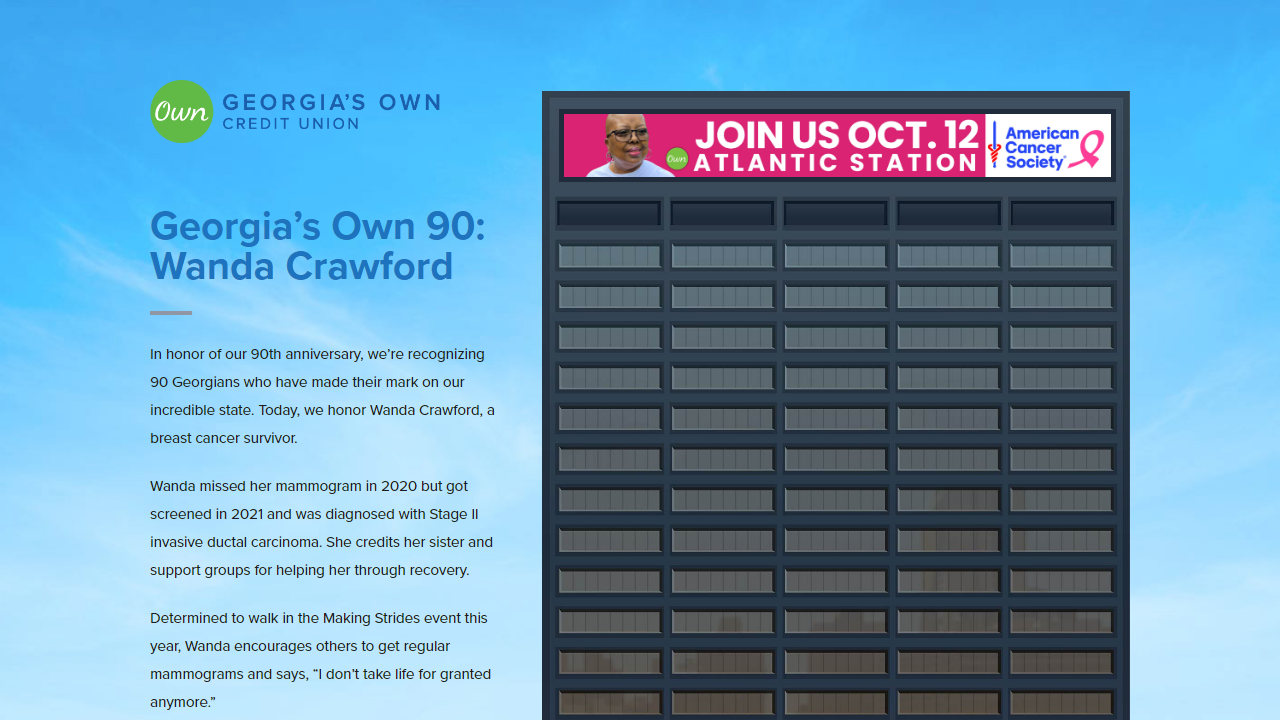 Own GEORGIA'S OWN
CREDIT UNION
Georgia's Own 90:
Wanda Crawford
In honor of our 90th anniversary, we're recognizing
90 Georgians who have made their mark on our
incredible state. Today, we honor Wanda Crawford, a
breast cancer survivor.
Wanda missed her mammogram in 2020 but got
screened in 2021 and was diagnosed with Stage II
invasive ductal carcinoma. She credits her sister and
support groups for helping her through recovery.
Determined to walk in the Making Strides event this
year, Wanda encourages others to get regular
mammograms and says, “I don't take life for granted
anymore.”
JOIN US OCT. 12
Own ATLANTIC STATION
American
Cancer
Society